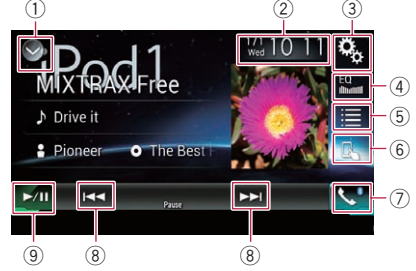 ① ② ③
iPod1
1/1 Wed 10 11
MIXTRAX Free
EQ
④
Drive it
⑤
Pioneer The Best
⑥
Pause
⑦
⑨ ⑧ ⑧